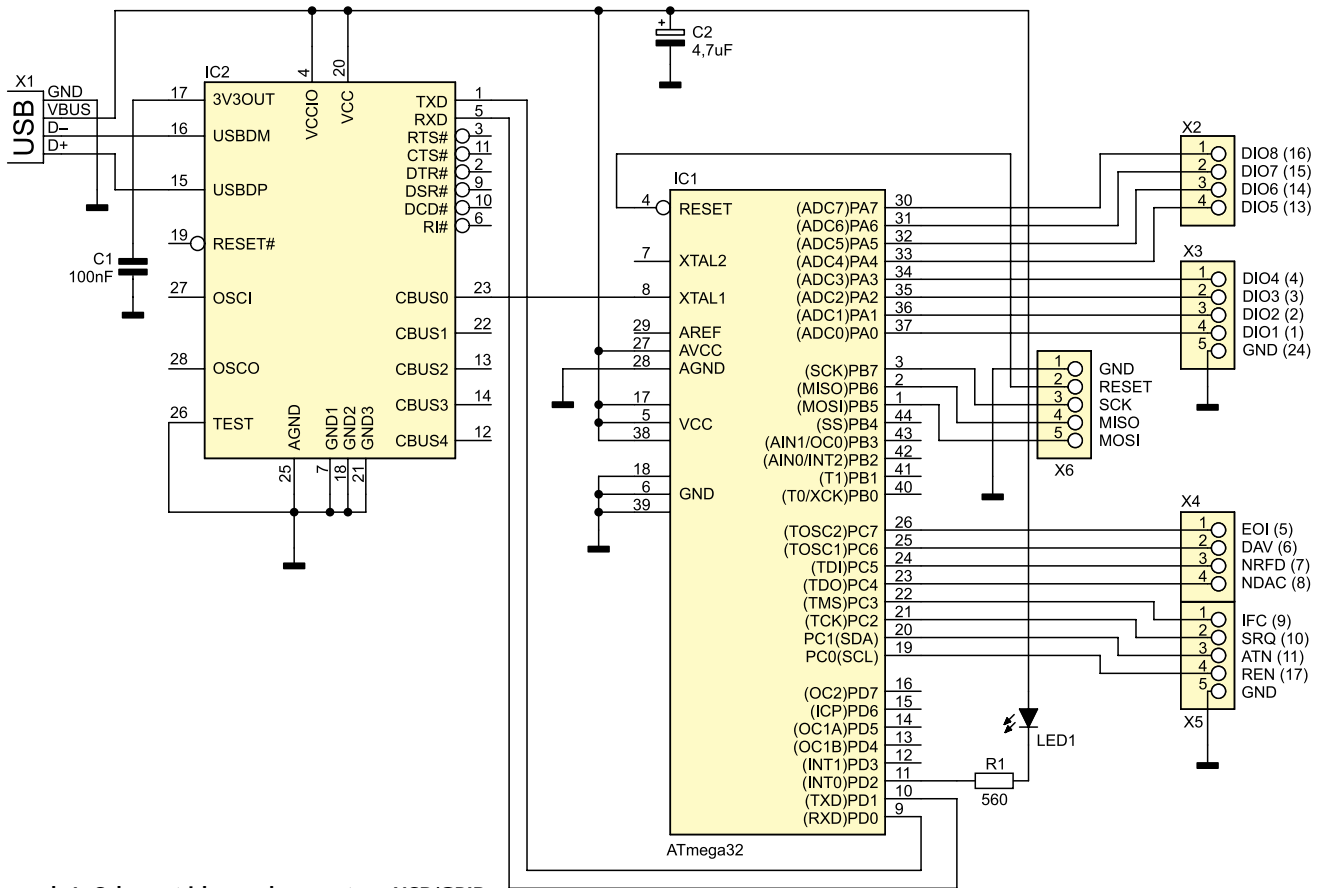 C2
4,7uF
X1
USB
GND
VBUS
D–
D+
IC2
17
3V3OUT
16
USBDM
15
USBDP
19
RESET#
27
OSCI
28
OSCO
26
TEST
4
VCCIO
20
VCC
TXD
1
RXD
5
RTS#
3
CTS#
11
DTR#
2
DSR#
9
DCD#
10
RI#
6
CBUS0
23
CBUS1
22
CBUS2
13
CBUS3
14
CBUS4
12
AGND
25
GND1
7
GND2
18
GND3
21
C1
100nF
IC1
4
RESET
7
XTAL2
8
XTAL1
29
AREF
27
AVCC
28
AGND
17
5
VCC
38
18
6
GND
39
(ADC7)PA7
30
(ADC6)PA6
31
(ADC5)PA5
32
(ADC4)PA4
33
(ADC3)PA3
34
(ADC2)PA2
35
(ADC1)PA1
36
(ADC0)PA0
37
(SCK)PB7
3
(MISO)PB6
2
(MOSI)PB5
1
(SS)PB4
44
(AIN1/OC0)PB3
43
(AIN0/INT2)PB2
42
(T1)PB1
41
(T0/XCK)PB0
40
(TOSC2)PC7
26
(TOSC1)PC6
25
(TDI)PC5
24
(TDO)PC4
23
(TMS)PC3
22
(TCK)PC2
21
PC1(SDA)
20
PC0(SCL)
19
(OC2)PD7
16
(ICP)PD6
15
(OC1A)PD5
14
(OC1B)PD4
13
(INT1)PD3
12
(INT0)PD2
11
(TXD)PD1
10
(RXD)PD0
9
ATmega32
X2
1
DIO8 (16)
2
DIO7 (15)
3
DIO6 (14)
4
DIO5 (13)
X3
1
DIO4 (4)
2
DIO3 (3)
3
DIO2 (2)
4
DIO1 (1)
5
GND (24)
1
GND
2
RESET
3
SCK
4
MISO
5
MOSI
X6
X4
1
EOI (5)
2
DAV (6)
3
NRFD (7)
4
NDAC (8)
1
IFC (9)
2
SRQ (10)
3
ATN (11)
4
REN (17)
5
GND
X5
LED1
R1
560